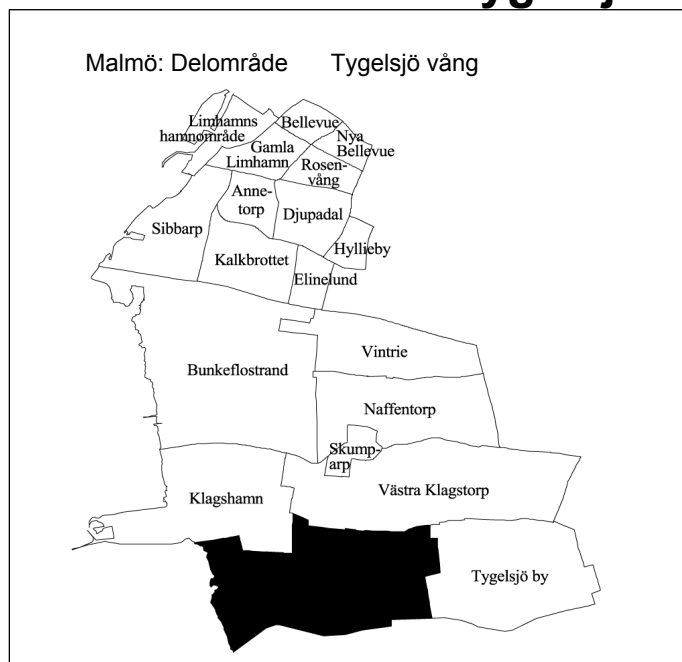 Malmö: Delområde Tygelsjö vång
Limhamns
hamnområde
Bellevue
Nya
Bellevue
Gamla
Limhamn
Rosen-
vång
Anne-
torp
Djupadal
Sibbarp
Hyllieby
Kalkbrottet
Elinelund
Vintrie
Bunkeflostrand
Naffentorp
Skump-
arp
Klagshamn
Västra Klagstorp
Tygelsjö by